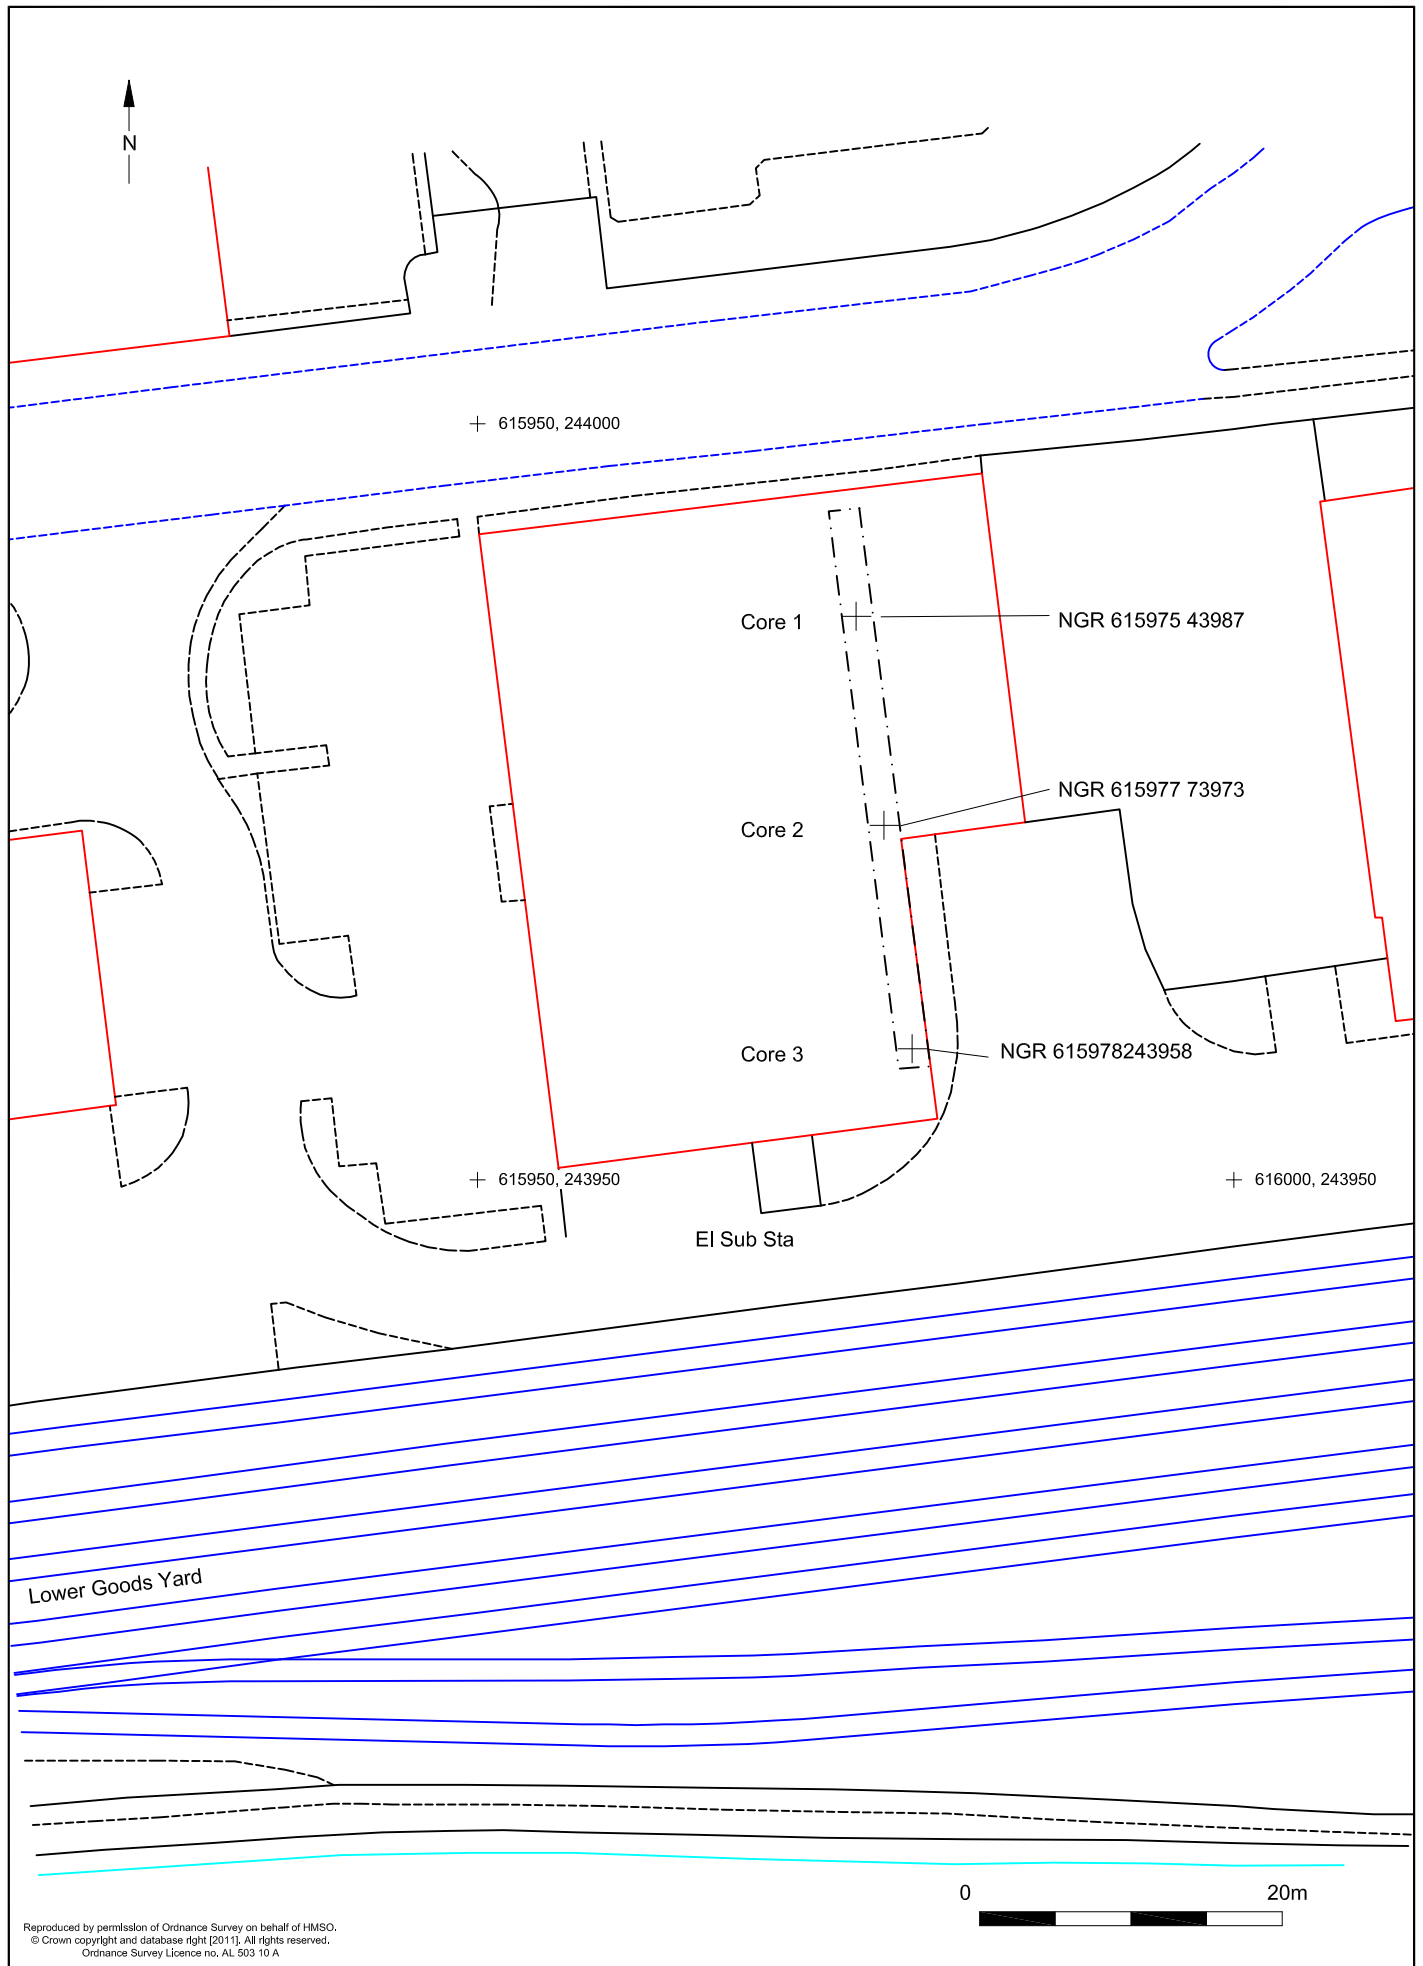 N
615950, 244000
Core 1
NGR 615975 43987
NGR 615977 73973
Core 2
Core 3
NGR 615978243958
615950, 243950
616000, 243950
El Sub Sta
Lower Goods Yard
0
20m
Reproduced by permission of Ordnance Survey on behalf of HMSO.
© Crown copyright and database right [2011]. All rights reserved.
Ordnance Survey Licence no. AL 503 10 A